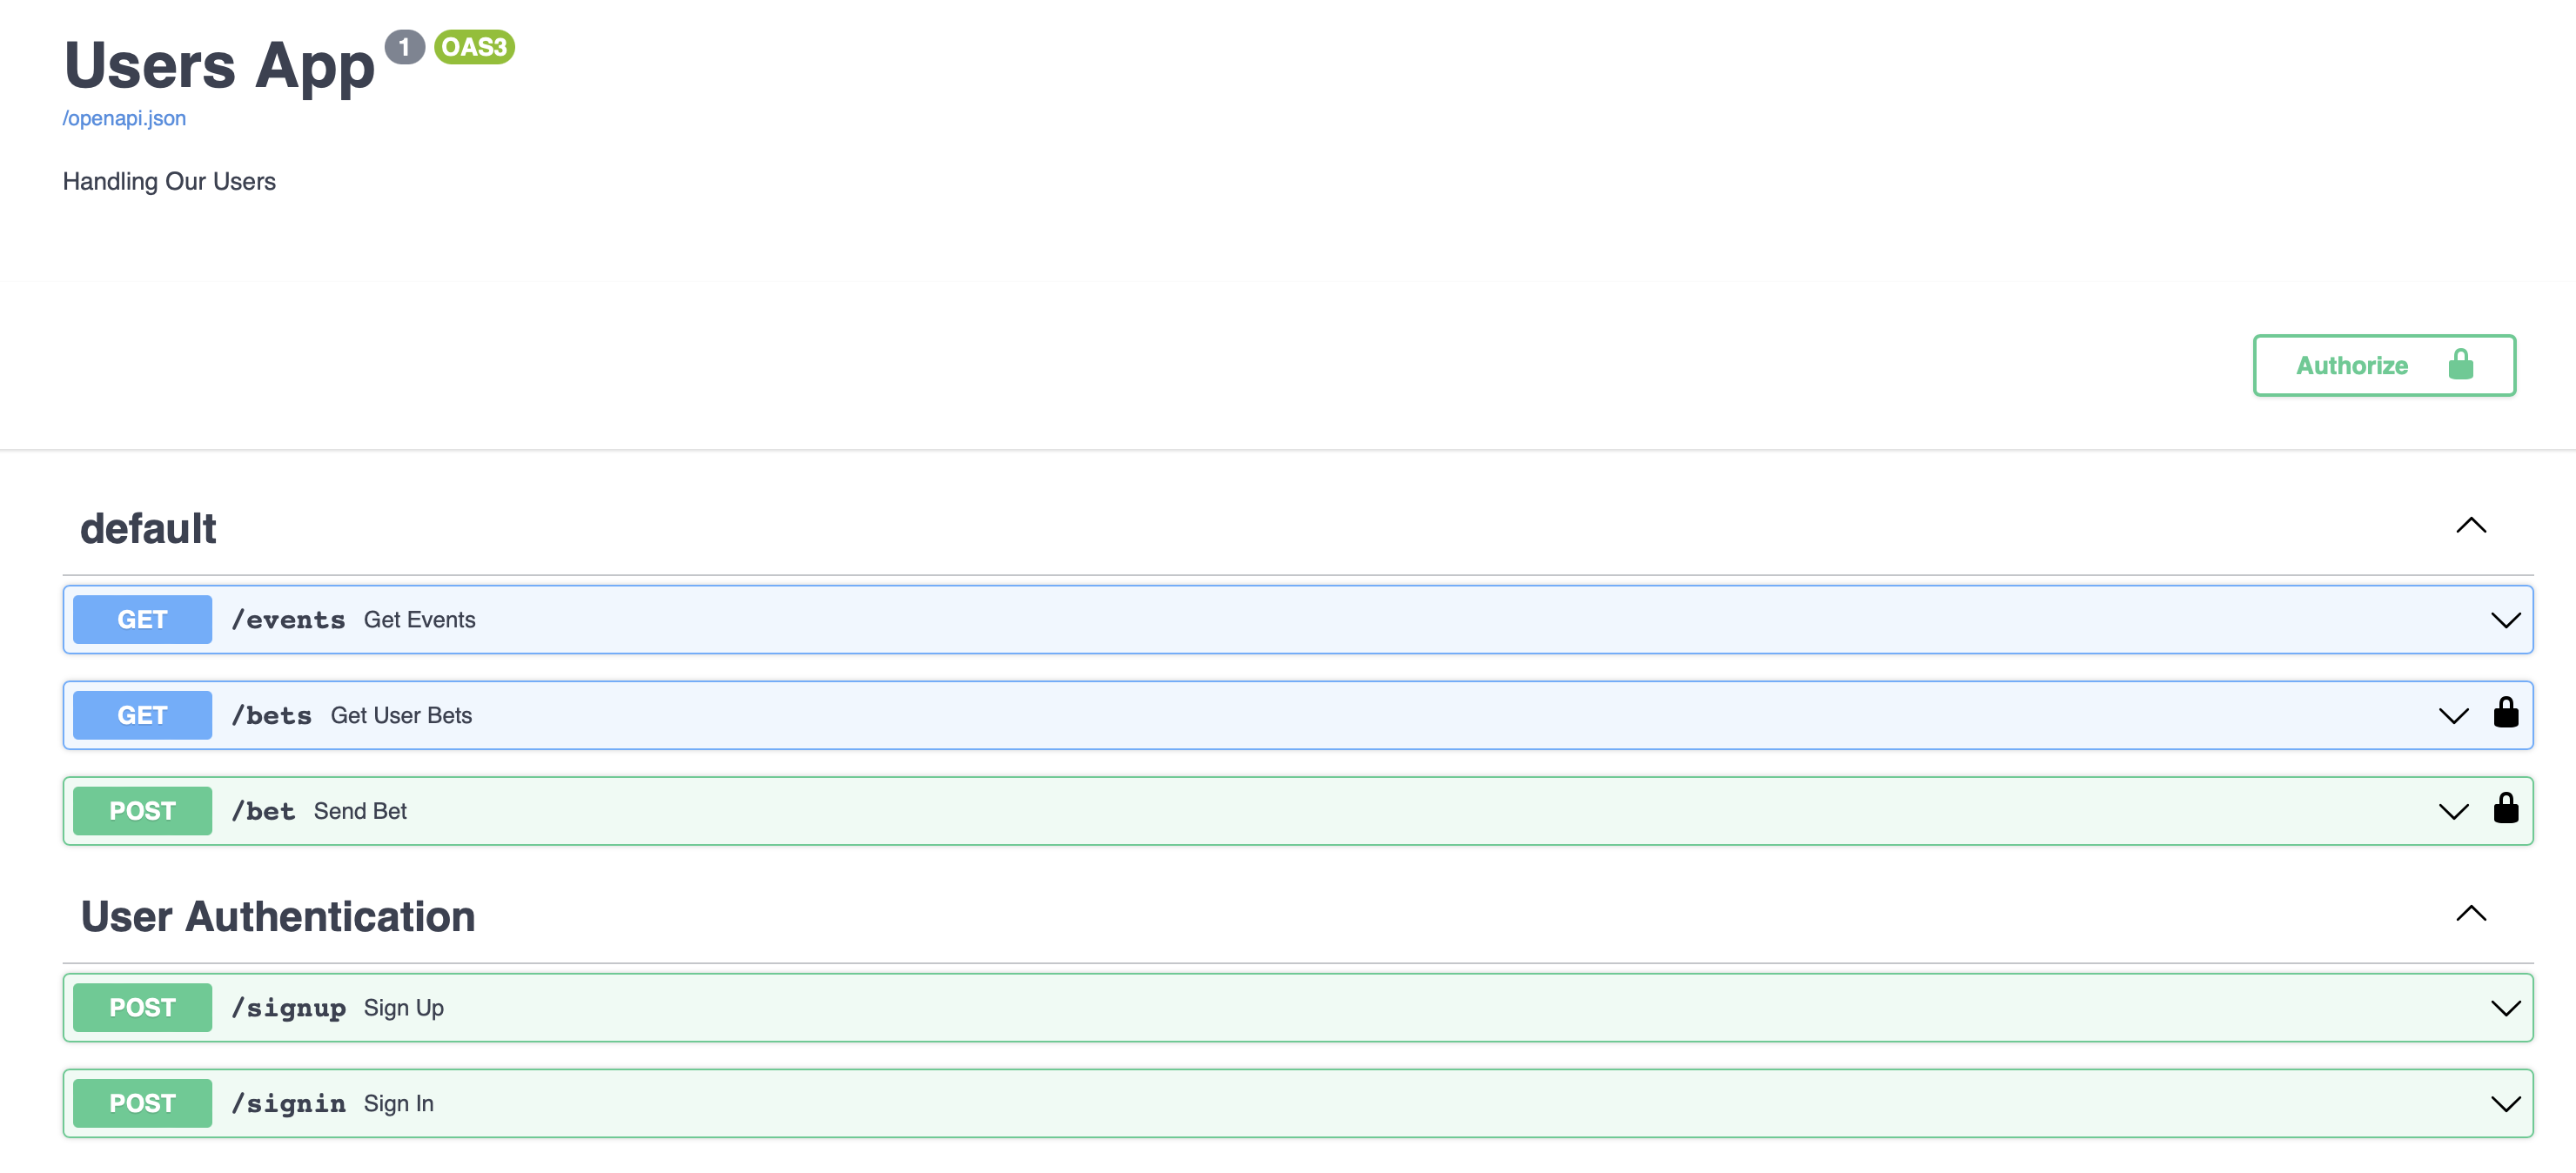 Users App 1 OAS3
/openapi.json
Handling Our Users
Authorize
default
GET /events Get Events
GET /bets Get User Bets
POST /bet Send Bet
User Authentication
POST /signup Sign Up
POST /signin Sign In